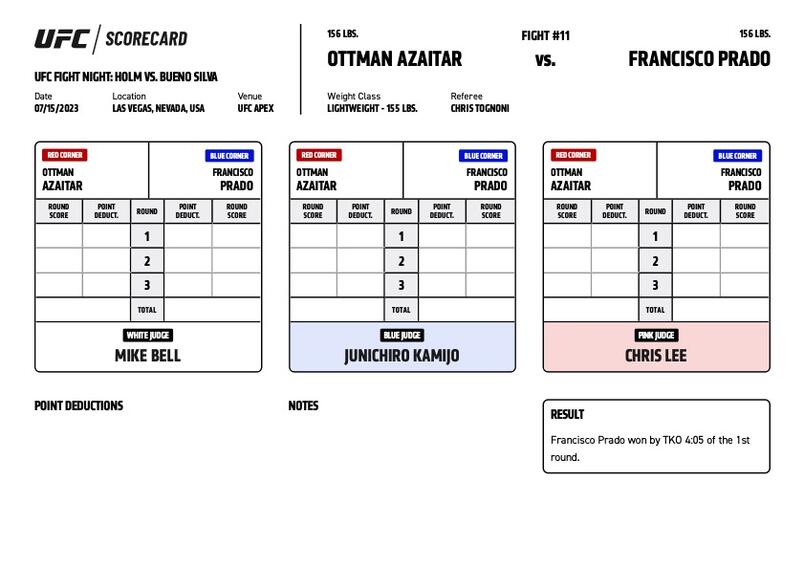 UFC / SCORECARD
UFC FIGHT NIGHT: HOLM VS. BUENO SILVA
Date Location Venue
07/15/2023 LAS VEGAS, NEVADA, USA UFC APEX
156 LBS. FIGHT #11 156 LBS.
OTTMAN AZAITAR vs. FRANCISCO PRADO
Weight Class Referee
LIGHTWEIGHT - 155 LBS. CHRIS TOGNONI
RED CORNER BLUE CORNER
OTTMAN FRANCISCO
AZAITAR PRADO
ROUND POINT ROUND POINT ROUND
SCORE DEDUCT. DEDUCT. SCORE
1
2
3
TOTAL
WHITE JUDGE
MIKE BELL
RED CORNER BLUE CORNER
OTTMAN FRANCISCO
AZAITAR PRADO
ROUND POINT ROUND POINT ROUND
SCORE DEDUCT. DEDUCT. SCORE
1
2
3
TOTAL
BLUE JUDGE
JUNICHIRO KAMIJO
RED CORNER BLUE CORNER
OTTMAN FRANCISCO
AZAITAR PRADO
ROUND POINT ROUND POINT ROUND
SCORE DEDUCT. DEDUCT. SCORE
1
2
3
TOTAL
PINK JUDGE
CHRIS LEE
POINT DEDUCTIONS
NOTES
RESULT
Francisco Prado won by TKO 4:05 of the 1st
round.